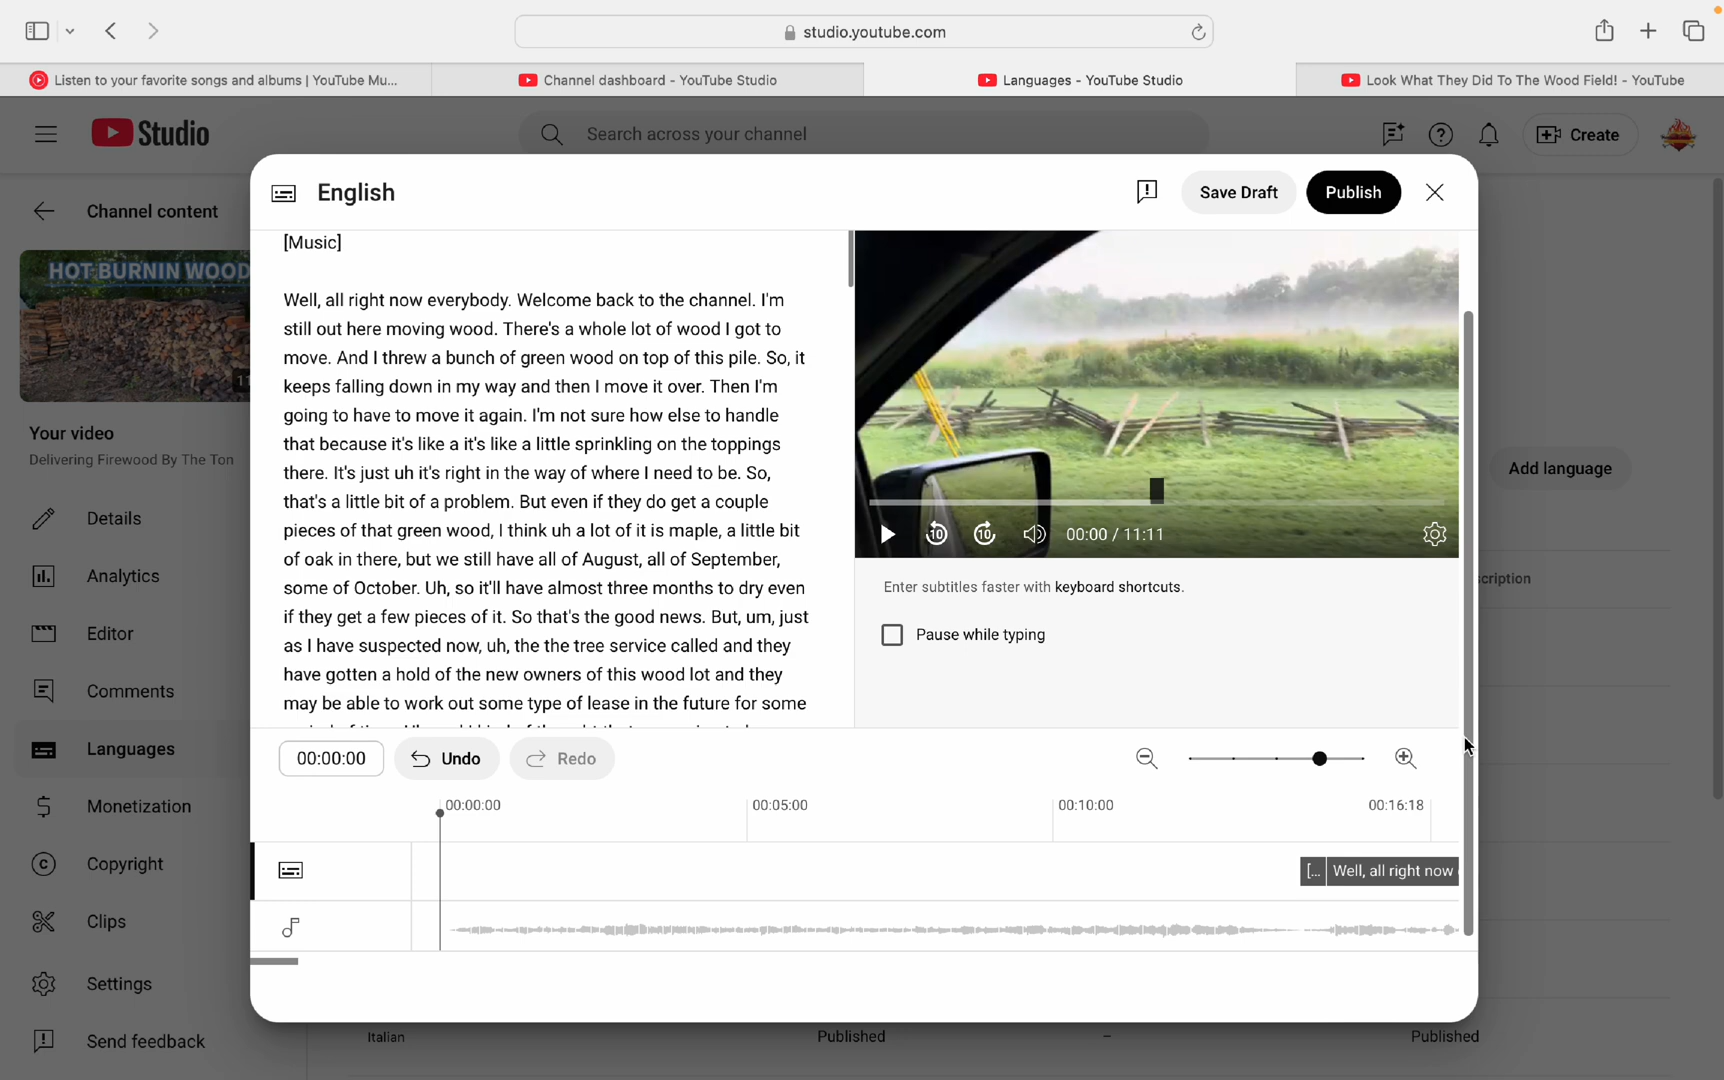 studio.youtube.com
Listen to your favorite songs and albums | YouTube Mu...
Channel dashboard - YouTube Studio
Languages - YouTube Studio
Look What They Did To The Wood Field! - YouTube
Studio
Search across your channel
Create
Channel content
HOT BURNIN WOOD
Your video
Delivering Firewood By The Ton
Details
Analytics
Editor
Comments
Languages
Monetization
Copyright
Clips
Settings
Send feedback
English
Save Draft
Publish
[Music]
Well, all right now everybody. Welcome back to the channel. I'm
still out here moving wood. There's a whole lot of wood I got to
move. And I threw a bunch of green wood on top of this pile. So, it
keeps falling down in my way and then I move it over. Then I'm
going to have to move it again. I'm not sure how else to handle
that because it's like a it's like a little sprinkling on the toppings
there. It's just uh it's right in the way of where I need to be. So,
that's a little bit of a problem. But even if they do get a couple
pieces of that green wood, I think uh a lot of it is maple, a little bit
of oak in there, but we still have all of August, all of September,
some of October. Uh, so it'll have almost three months to dry even
if they get a few pieces of it. So that's the good news. But, um, just
as I have suspected now, uh, the the tree service called and they
have gotten a hold of the new owners of this wood lot and they
may be able to work out some type of lease in the future for some
10
10
00:00 / 11:11
Enter subtitles faster with keyboard shortcuts.
Pause while typing
Add language
scription
00:00:00
Undo
Redo
00:00:00
00:05:00
00:10:00
00:16:18
[...
Well, all right now
Italian
Published
–
Published